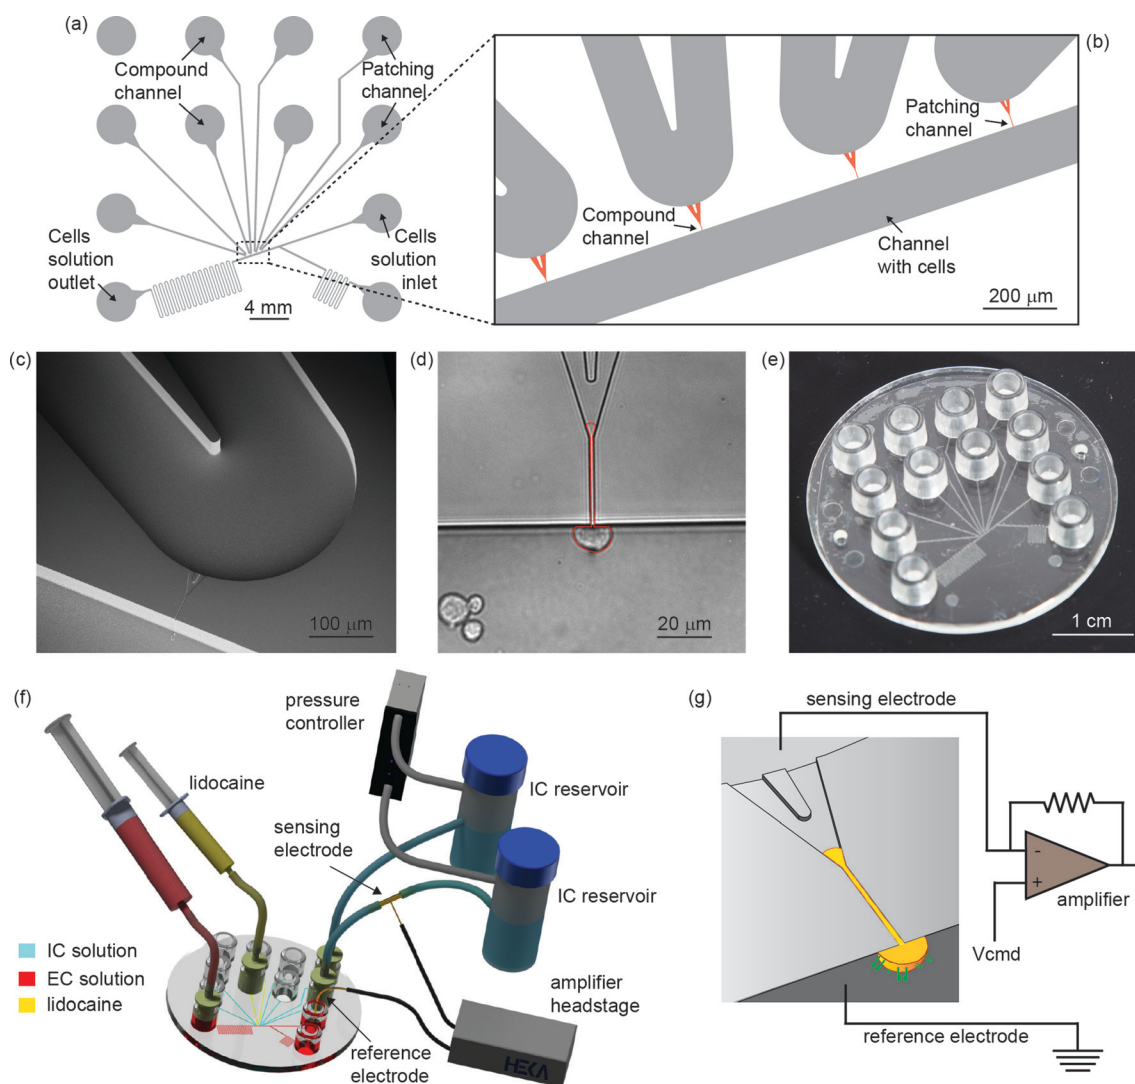 (a)
Compound
channel
Patching
channel
Cells
solution
outlet
Cells
solution
inlet
4 mm
(b)
Patching
channel
Compound
channel
Channel
with cells
200 μm
(c)
100 μm
(d)
20 μm
(e)
1 cm
(f)
pressure
controller
lidocaine
IC reservoir
sensing
electrode
IC reservoir
IC solution
EC solution
lidocaine
amplifier
headstage
reference
electrode
HEKA
(g)
sensing electrode
-
+
amplifier
Vcmd
reference electrode